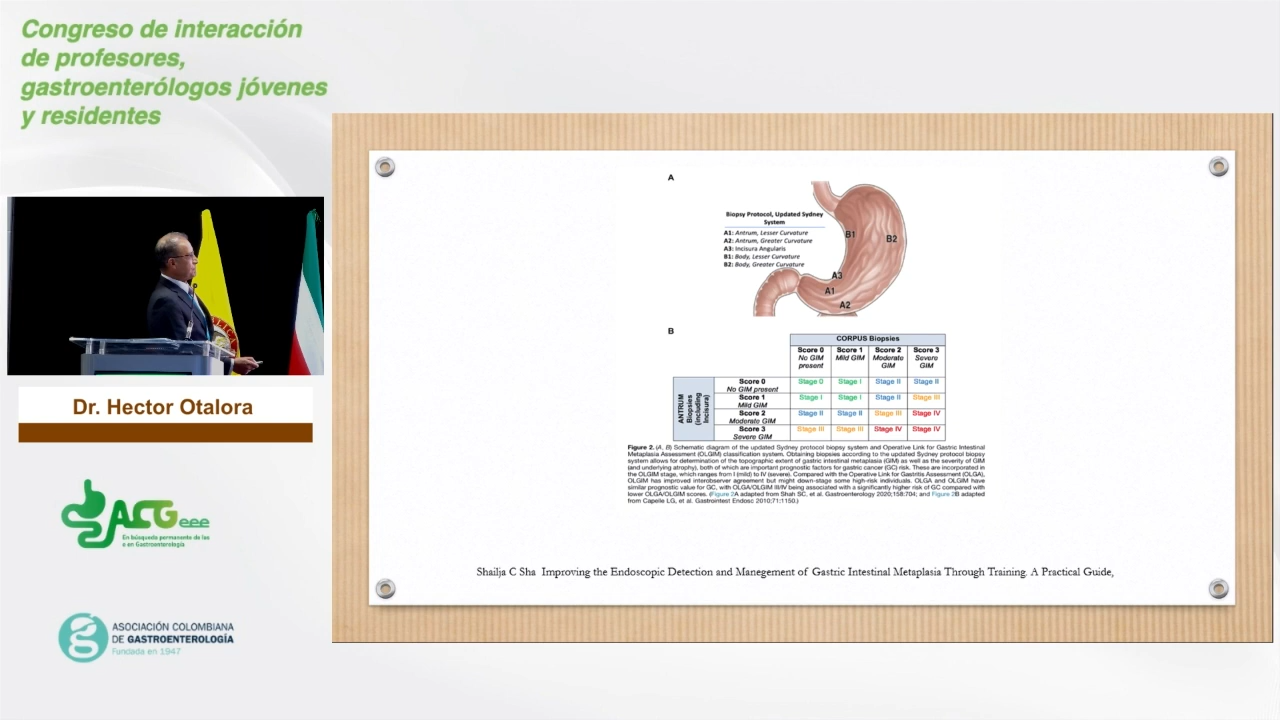 Congreso de interacción
de profesores,
gastroenterólogos jóvenes
y residentes
Dr. Hector Otalora
ACGeee
En búsqueda permanente de las
e en Gastroenterología
ASOCIACIÓN COLOMBIANA
DE GASTROENTEROLOGÍA
Fundada en 1947
A
Biopsy Protocol, Updated Sydney
System
A1: Antrum, Lesser Curvature
A2: Antrum, Greater Curvature
A3: Incisura Angularis
B1: Body, Lesser Curvature
B2: Body, Greater Curvature
B1
B2
A3
A1
A2
B
CORPUS Biopsies
Score 0 No GIM present
Score 1 Mild GIM
Score 2 Moderate GIM
Score 3 Severe GIM
ANTRUM Biopsies (including Incisura)
Score 0 No GIM present Stage 0 Stage I Stage II Stage II
Score 1 Mild GIM Stage I Stage I Stage II Stage III
Score 2 Moderate GIM Stage II Stage II Stage III Stage IV
Score 3 Severe GIM Stage III Stage III Stage IV Stage IV
Figure 2. (A, B) Schematic diagram of the updated Sydney protocol biopsy system and Operative Link for Gastric Intestinal
Metaplasia Assessment (OLGIM) classification system. Obtaining biopsies according to the updated Sydney protocol biopsy
system allows for determination of the topographic extent of gastric intestinal metaplasia (GIM) as well as the severity of GIM
(and underlying atrophy), both of which are important prognostic factors for gastric cancer (GC) risk. These are incorporated in
the OLGIM stage, which ranges from I (mild) to IV (severe). Compared with the Operative Link for Gastritis Assessment (OLGA),
OLGIM has improved interobserver agreement but might down-stage some high-risk individuals. OLGA and OLGIM have
similar prognostic value for GC, with OLGA/OLGIM III/IV being associated with a significantly higher risk of GC compared with
lower OLGA/OLGIM scores. (Figure 2A adapted from Shah SC, et al. Gastroenterology 2020;158:704; and Figure 2B adapted
from Capelle LG, et al. Gastrointest Endosc 2010;71:1150.)
Shailja C Sha Improving the Endoscopic Detection and Manegement of Gastric Intestinal Metaplasia Through Training. A Practical Guide,